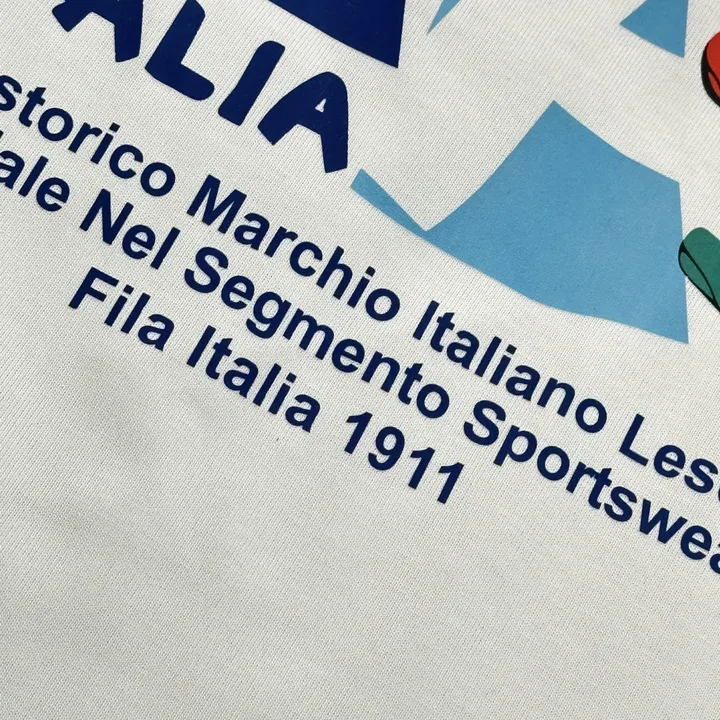 ALIA
storico Marchio Italiano Les
ale Nel Segmento Sportswea
Fila Italia 1911